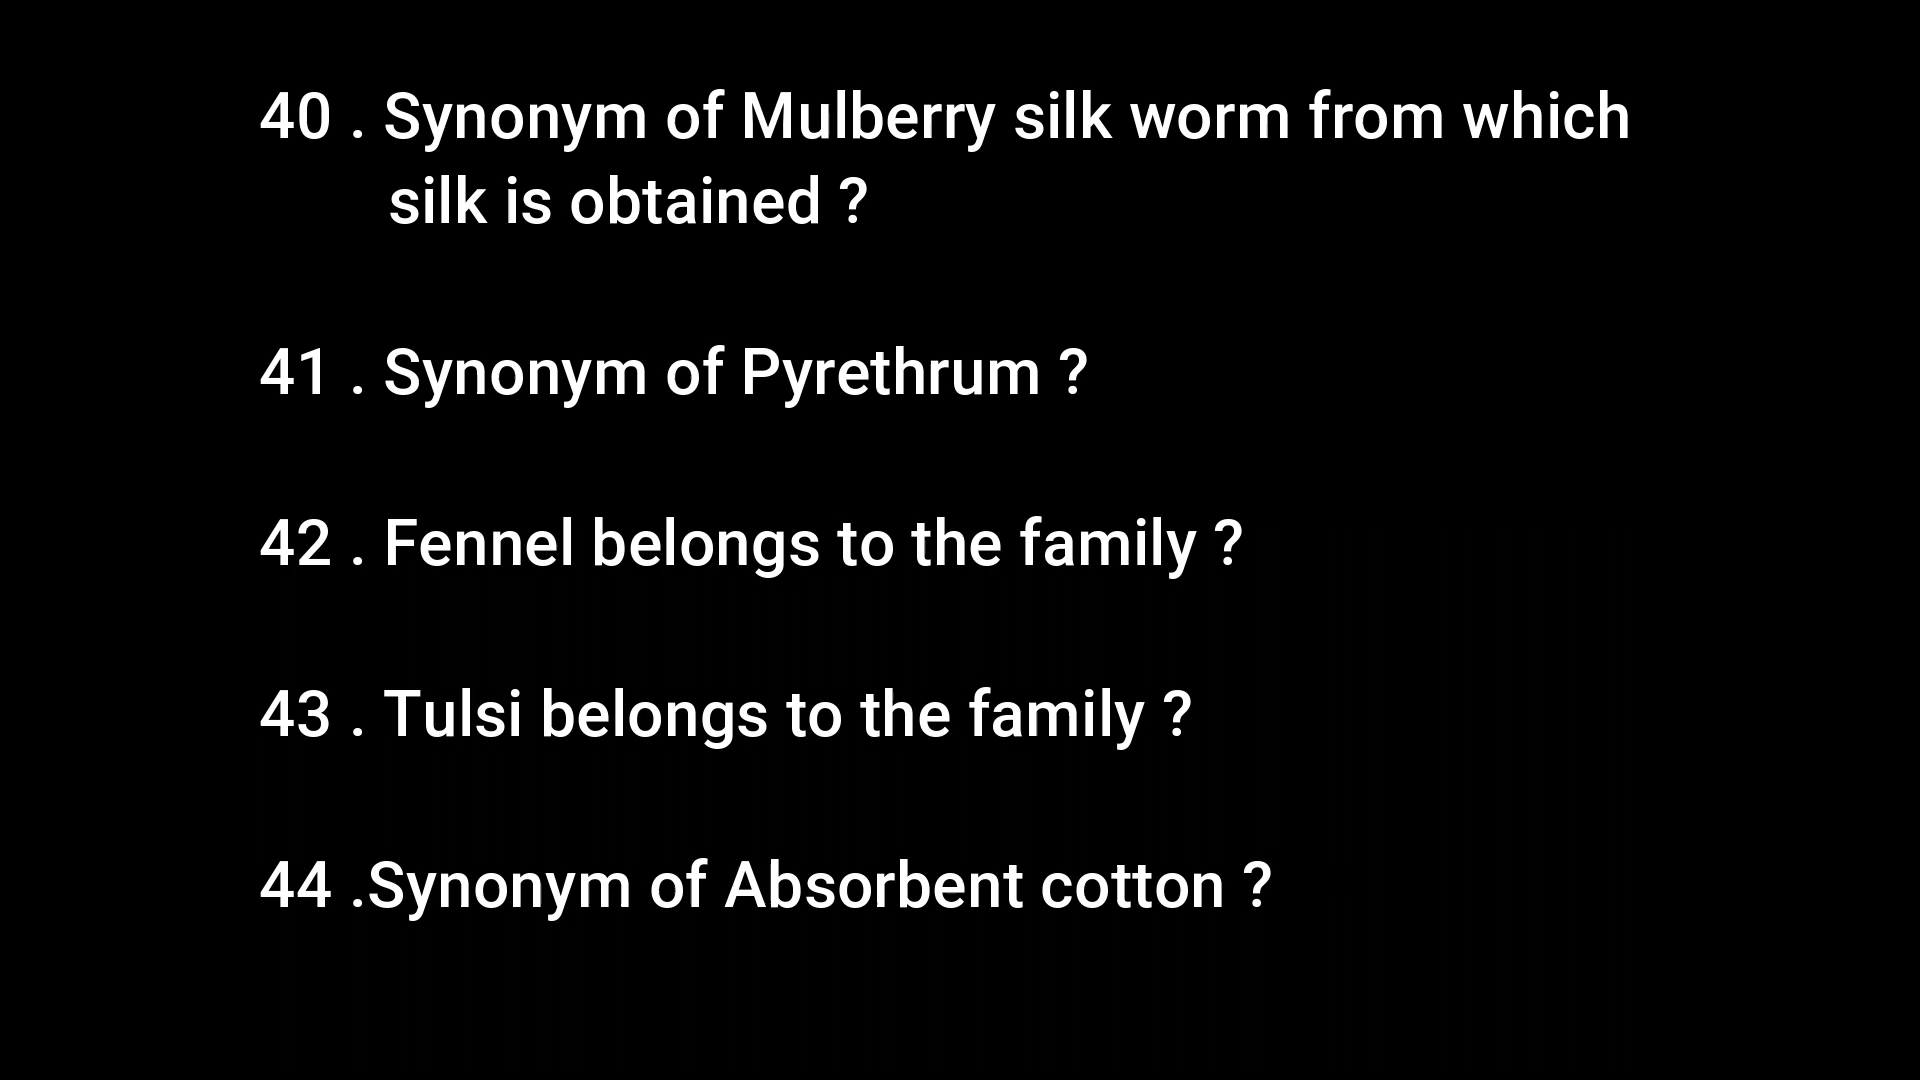 40 . Synonym of Mulberry silk worm from which
silk is obtained ?
41 . Synonym of Pyrethrum ?
42 . Fennel belongs to the family ?
43 . Tulsi belongs to the family ?
44 .Synonym of Absorbent cotton ?